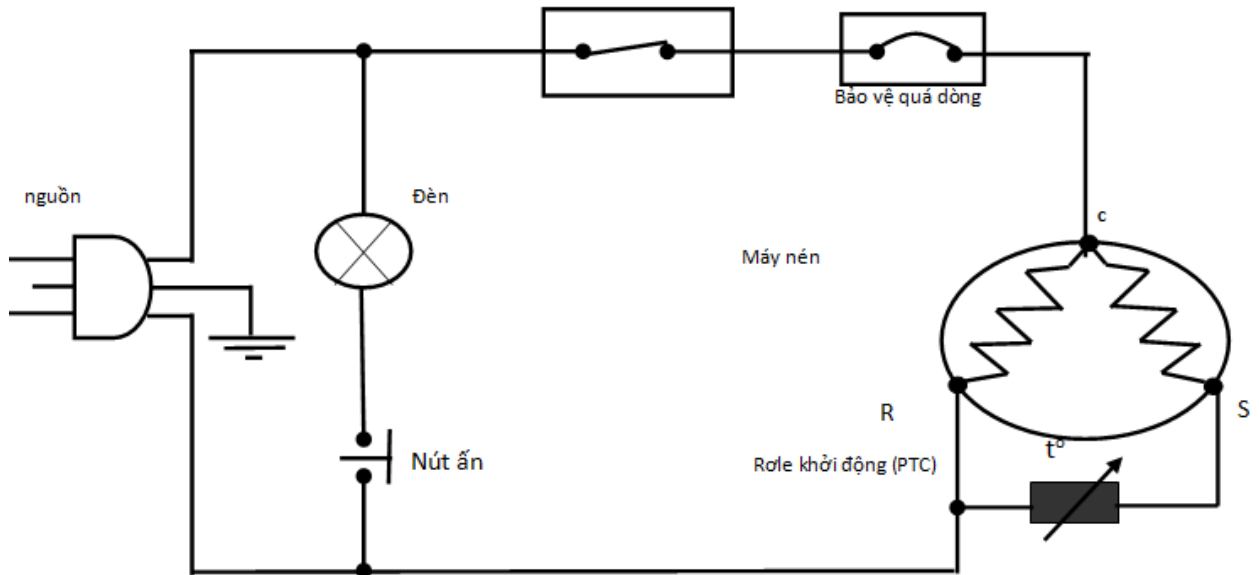 Bảo vệ quá dòng
nguồn
Đèn
c
Máy nén
R
S
Nút ấn
Rơle khởi động (PTC)
t°